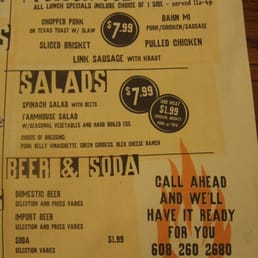 ALL LUNCH SPECIALS INCLUDE CHOICE OF 1 SIDE - SERVED 11A-4P
CHOPPED PORK
ON TEXAS TOAST W/ SLAW
$7.99
BAHN MI
PORK/CHICKEN/SAUSAGE
SLICED BRISKET
PULLED CHICKEN
LINK SAUSAGE WITH KRAUT
SALADS
SPINACH SALAD WITH BEETS
FARMHOUSE SALAD
W/SEASONAL VEGETABLES AND HARD BOILED EGG
CHOICE OF DRESSING:
PORK BELLY VINAIGRETTE GREEN GODDESS BLEU CHEESE RANCH
$7.99
ADD MEAT
$1.99
CHICKEN, BRISKET
PORK, OR TOFU
BEER & SODA
DOMESTIC BEER
SELECTION AND PRICES VARIES
IMPORT BEER
SELECTION AND PRICES VARIES
SODA $1.99
SELECTION VARIES
CALL AHEAD
AND WE'LL
HAVE IT READY
FOR YOU
608 260 2680